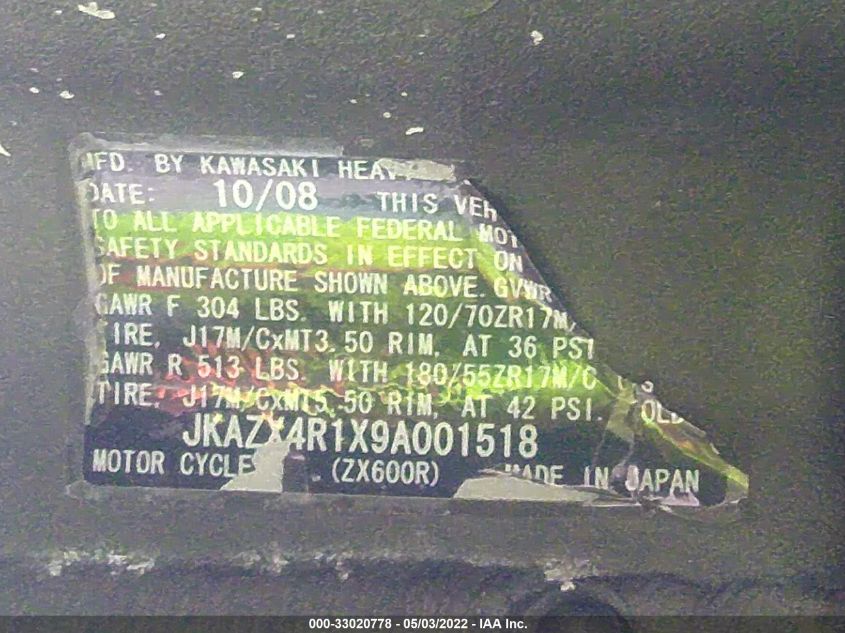 MFD. BY KAWASAKI HEAVY
DATE: 10/08 THIS VEH
TO ALL APPLICABLE FEDERAL MOT
SAFETY STANDARDS IN EFFECT ON
OF MANUFACTURE SHOWN ABOVE. GVWR
GAWR F 304 LBS. WITH 120/70ZR17M/
TIRE, J17M/CxMT3.50 RIM, AT 36 PSI
GAWR R 513 LBS. WITH 180/55ZR17M/C
TIRE, J17M/CxMT5.50 RIM, AT 42 PSI. OLD
JKAZX4R1X9A001518
MOTOR CYCLE (ZX600R) MADE IN JAPAN
000-33020778 - 05/03/2022 - IAA Inc.